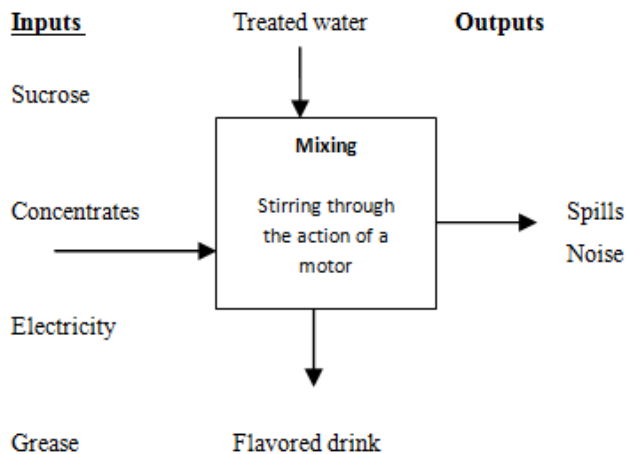 Inputs
Treated water
Outputs
Sucrose
Mixing
Concentrates
Stirring through
the action of a
motor
Spills
Noise
Electricity
Grease
Flavored drink